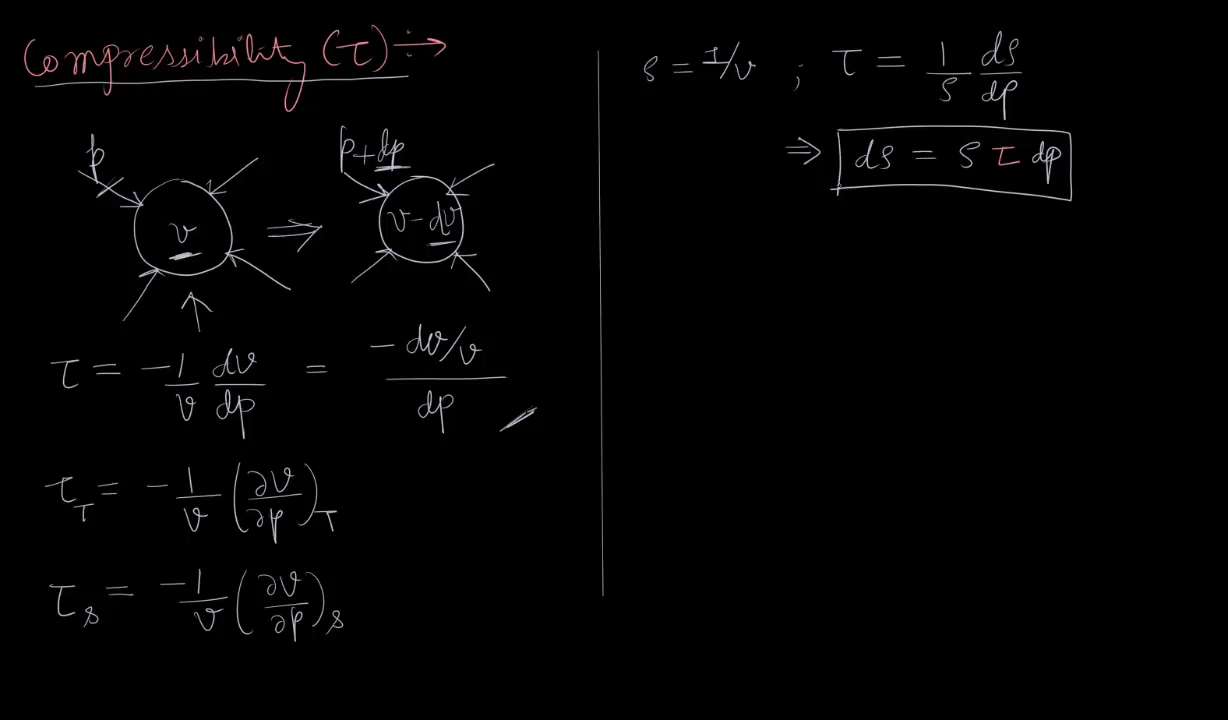 Compressibility (τ) ÷→
p
v
⇒
p + dp
v - dv
τ = -1/v dv/dp = -dv/v / dp
τ_T = -1/v (∂v/∂p)_T
τ_s = -1/v (∂v/∂p)_s
ρ = 1/v ; τ = 1/ρ dρ/dp
⇒ dρ = ρ τ dp